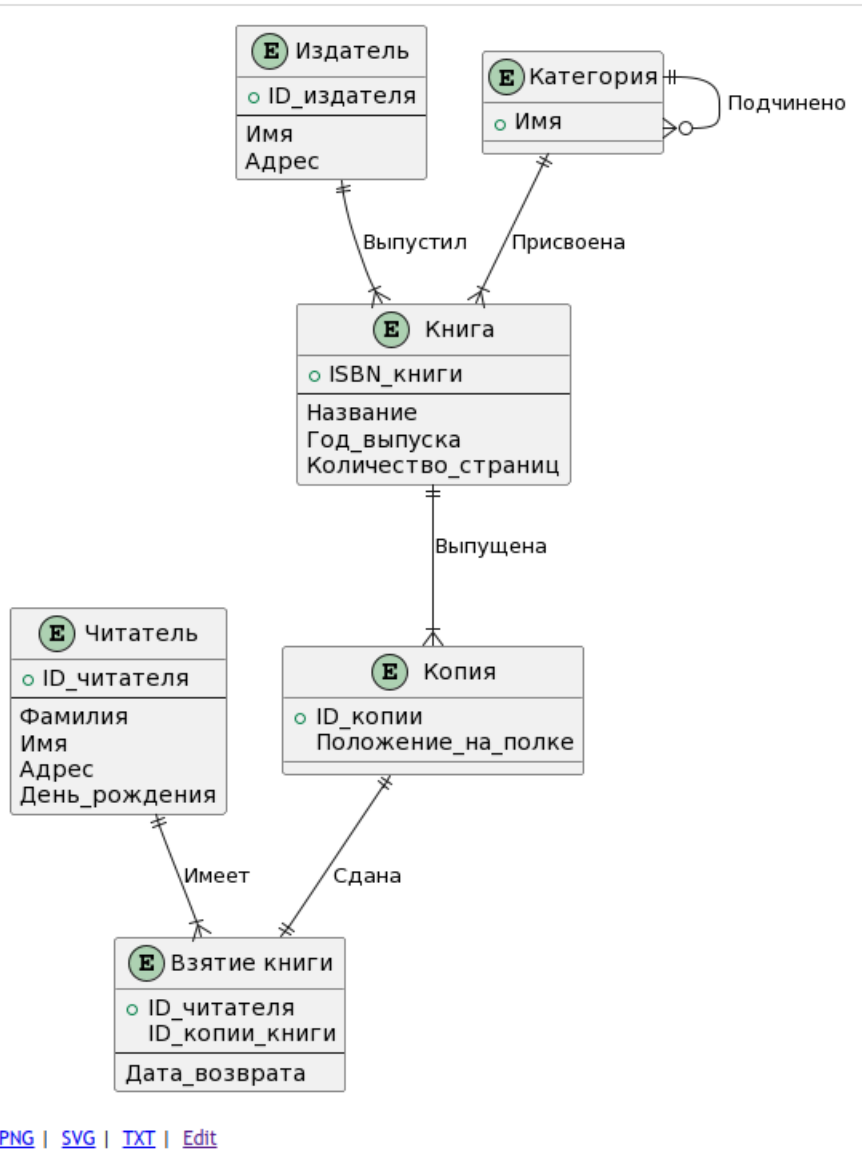 E Издатель
ID_издателя
Имя
Адрес
E Категория
Имя
Подчинено
Выпустил
Присвоена
E Книга
ISBN_книги
Название
Год_выпуска
Количество_страниц
Выпущена
E Читатель
ID_читателя
Фамилия
Имя
Адрес
День_рождения
E Копия
ID_копии
Положение_на_полке
Имеет
Сдана
E Взятие книги
ID_читателя
ID_копии_книги
Дата_возврата
PNG | SVG | TXT | Edit